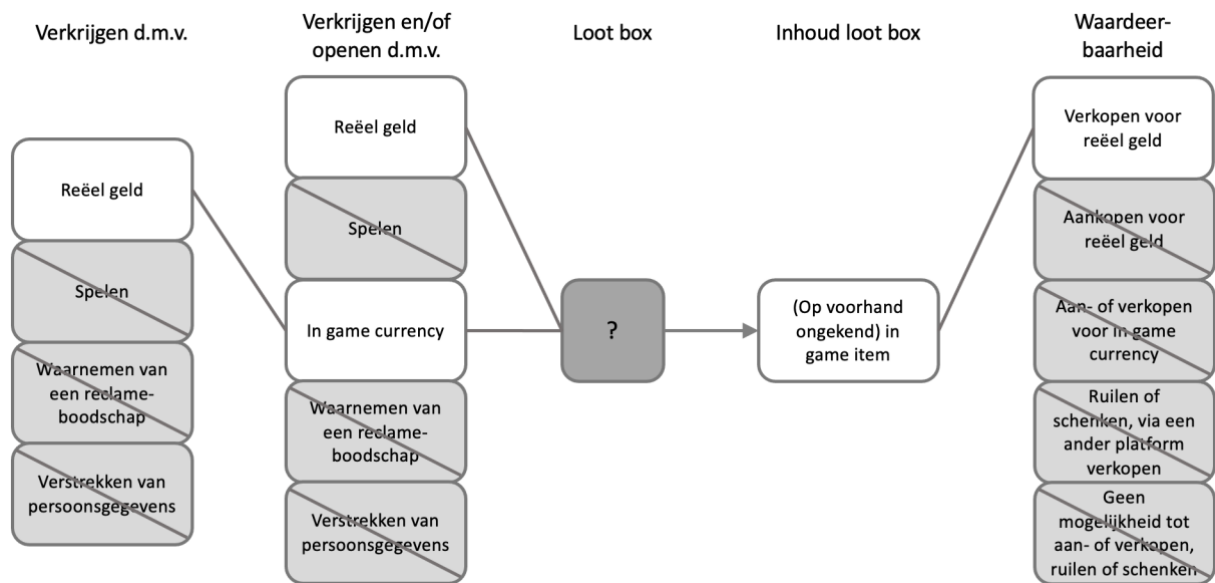 Verkrijgen d.m.v.
Verkrijgen en/of
openen d.m.v.
Loot box
Inhoud loot box
Waardeer-
baarheid
Reëel geld
Spelen
Waarnemen van
een reclame-
boodschap
Verstrekken van
persoonsgegevens
Reëel geld
Spelen
In game currency
Waarnemen van
een reclame-
boodschap
Verstrekken van
persoonsgegevens
?
(Op voorhand
ongekend) in
game item
Verkopen voor
reëel geld
Aankopen voor
reëel geld
Aan- of verkopen
voor in game
currency
Ruilen of
schenken, via een
ander platform
verkopen
Geen
mogelijkheid tot
aan- of verkopen,
ruilen of schenken